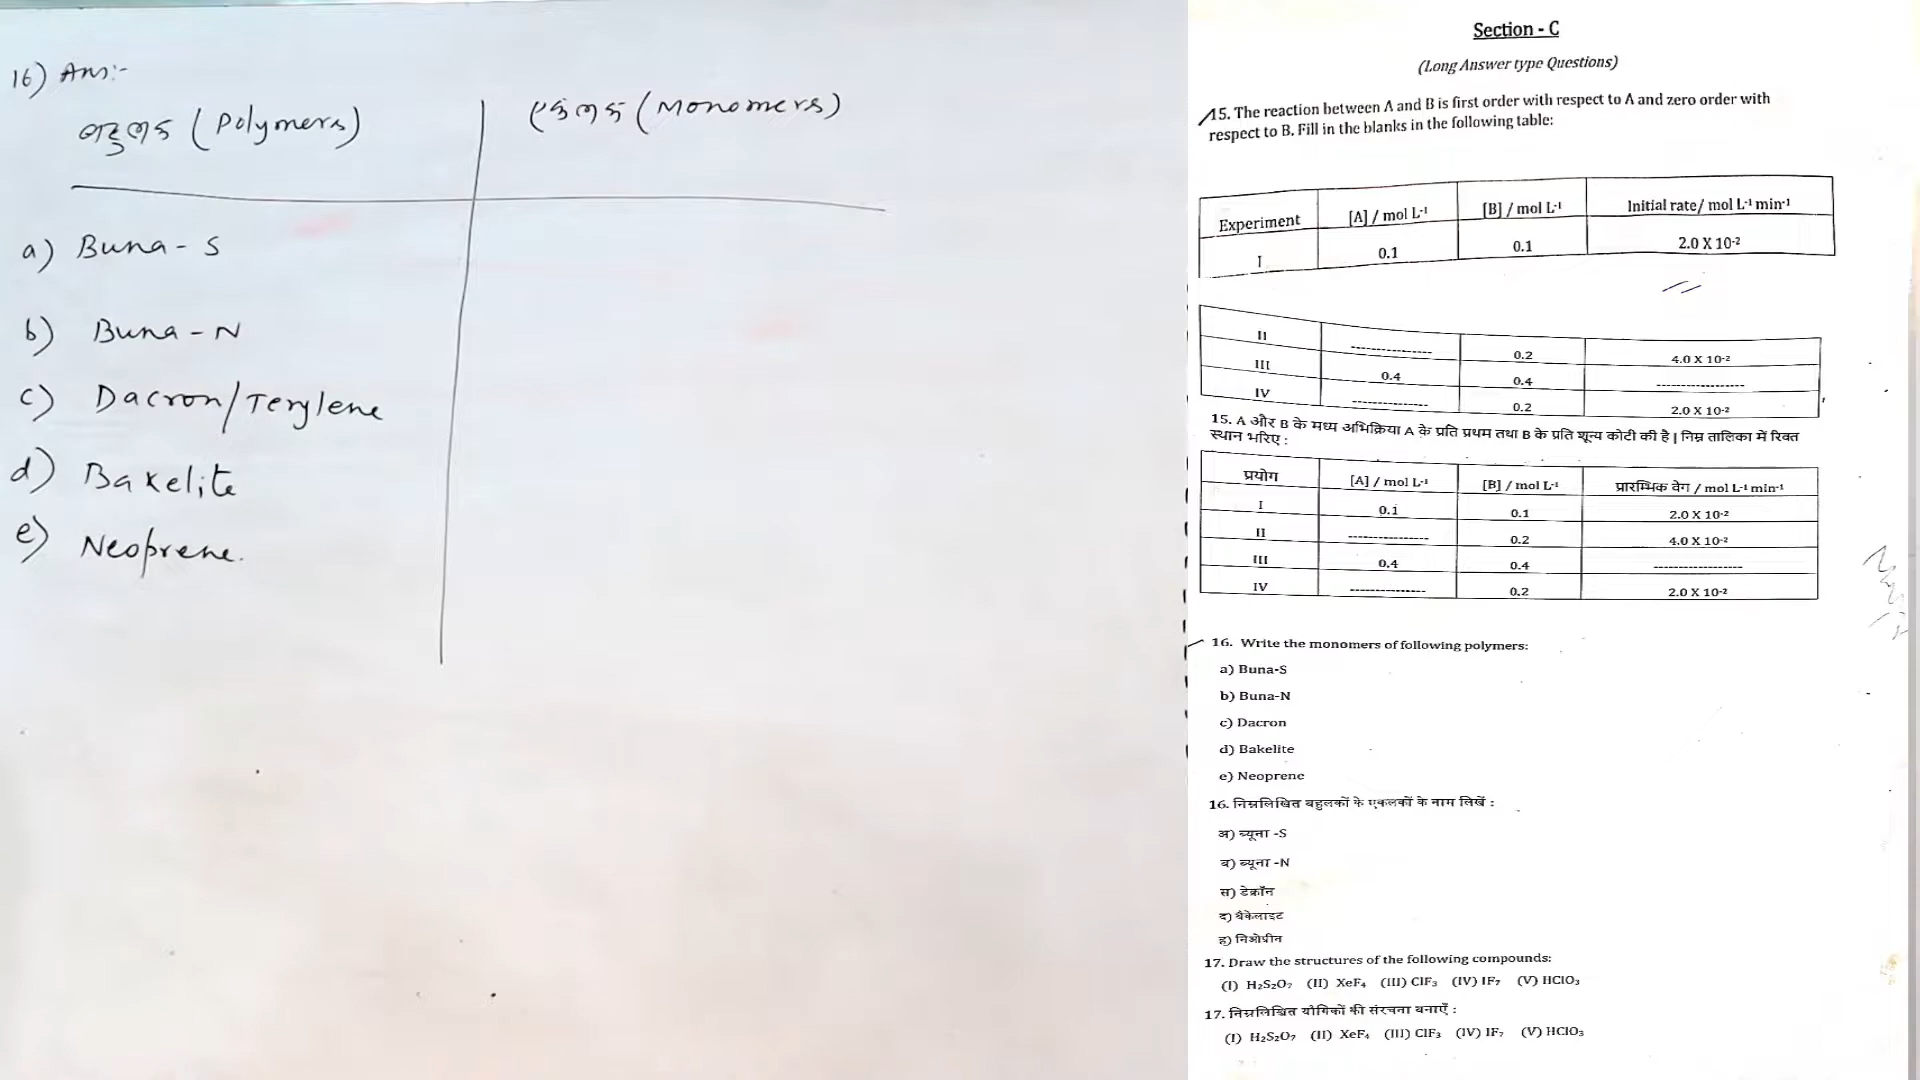 16) Ans:-
बहुलक (Polymers)
एकलक (Monomers)
a) Buna - S
b) Buna - N
c) Dacron/Terylene
d) Bakelite
e) Neoprene.
Section - C
(Long Answer type Questions)
15. The reaction between A and B is first order with respect to A and zero order with
respect to B. Fill in the blanks in the following table:
Experiment [A] / mol L-¹ [B] / mol L-¹ Initial rate/ mol L-¹ min-¹
I 0.1 0.1 2.0 X 10-²
II --------------- 0.2 4.0 X 10-²
III 0.4 0.4 -----------------
IV --------------- 0.2 2.0 X 10-²
15. A और B के मध्य अभिक्रिया A के प्रति प्रथम तथा B के प्रति शून्य कोटी की है | निम्न तालिका में रिक्त
स्थान भरिए :
प्रयोग [A] / mol L-¹ [B] / mol L-¹ प्रारम्भिक वेग / mol L-¹ min-¹
I 0.1 0.1 2.0 X 10-²
II --------------- 0.2 4.0 X 10-²
III 0.4 0.4 -----------------
IV --------------- 0.2 2.0 X 10-²
16. Write the monomers of following polymers:
a) Buna-S
b) Buna-N
c) Dacron
d) Bakelite
e) Neoprene
16. निम्नलिखित बहुलकों के एकलकों के नाम लिखें :
अ) ब्यूना -S
ब) ब्यूना -N
स) डेक्रॉन
द) बैकेलाइट
ह) निओप्रीन
17. Draw the structures of the following compounds:
(I) H₂S₂O₇ (II) XeF₄ (III) ClF₃ (IV) IF₇ (V) HClO₃
17. निम्नलिखित यौगिकों की संरचना बनाएँ :
(I) H₂S₂O₇ (II) XeF₄ (III) ClF₃ (IV) IF₇ (V) HClO₃